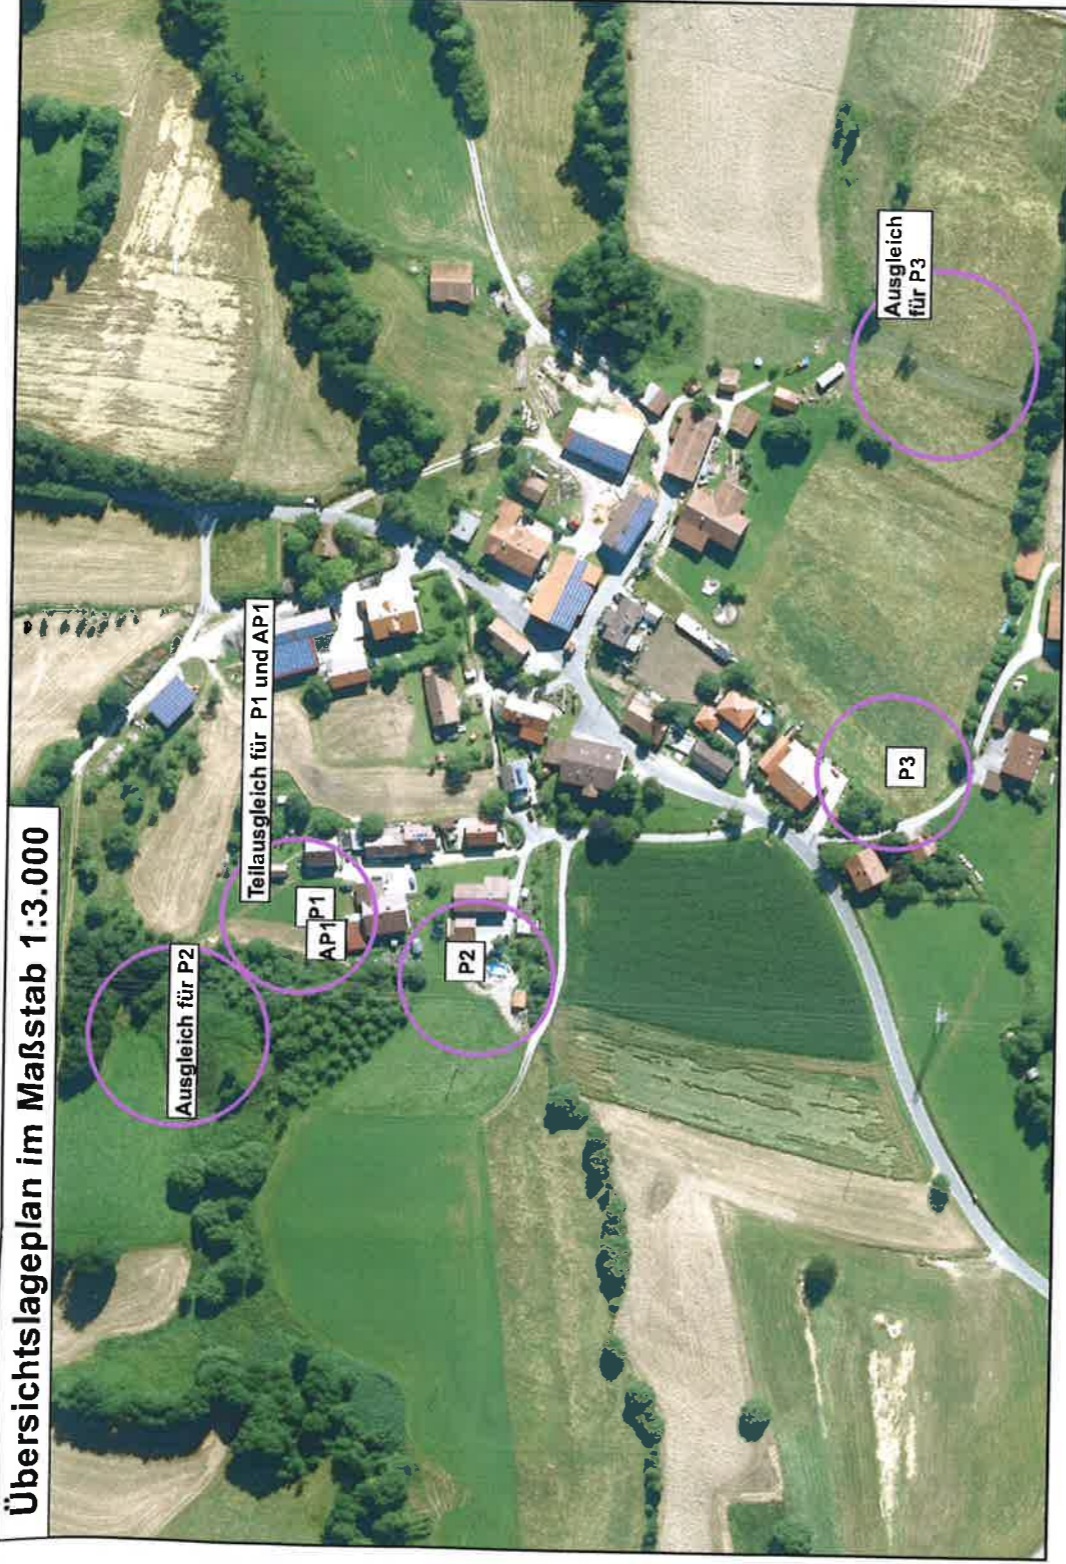 Übersichtslageplan im Maßstab 1:3.000
Ausgleich für P2
Teilausgleich für P1 und AP1
P1
AP1
P2
P3
Ausgleich
für P3